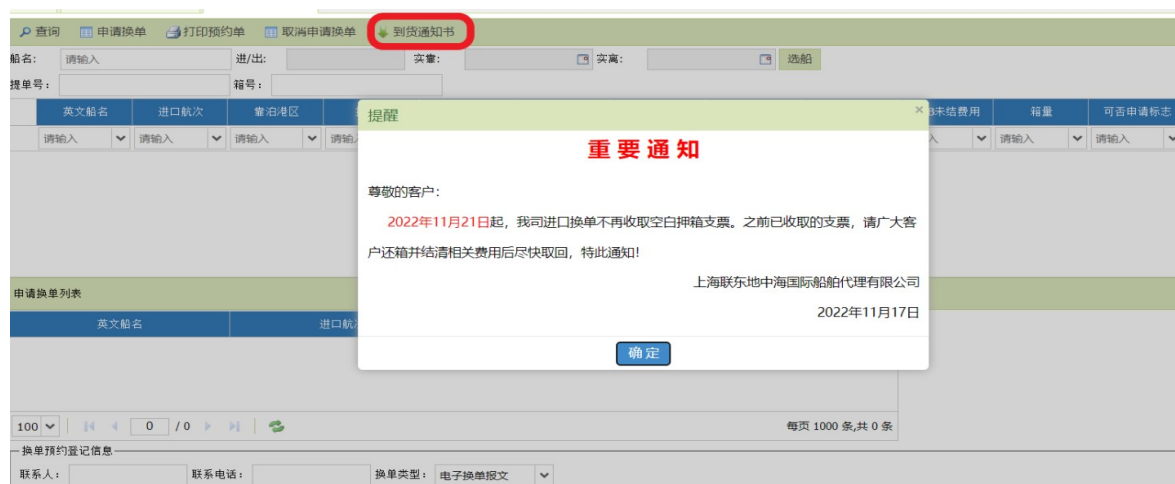 查询 申请换单 打印预约单 取消申请换单 到货通知书
船名: 请输入 进/出: 实靠: 实离: 选船
提单号: 箱号:
英文船名 进口航次 靠泊港区 未结费用 箱量 可否申请标志
请输入 请输入 请输入 请输 请输入 请输入
提醒 ×
重要通知
尊敬的客户:
2022年11月21日起，我司进口换单不再收取空白押箱支票。之前已收取的支票，请广大客
户还箱并结清相关费用后尽快取回，特此通知!
上海联东地中海国际船舶代理有限公司
2022年11月17日
确定
申请换单列表
英文船名 进口航
100 0 / 0 每页 1000 条,共 0 条
换单预约登记信息
联系人: 联系电话: 换单类型: 电子换单报文